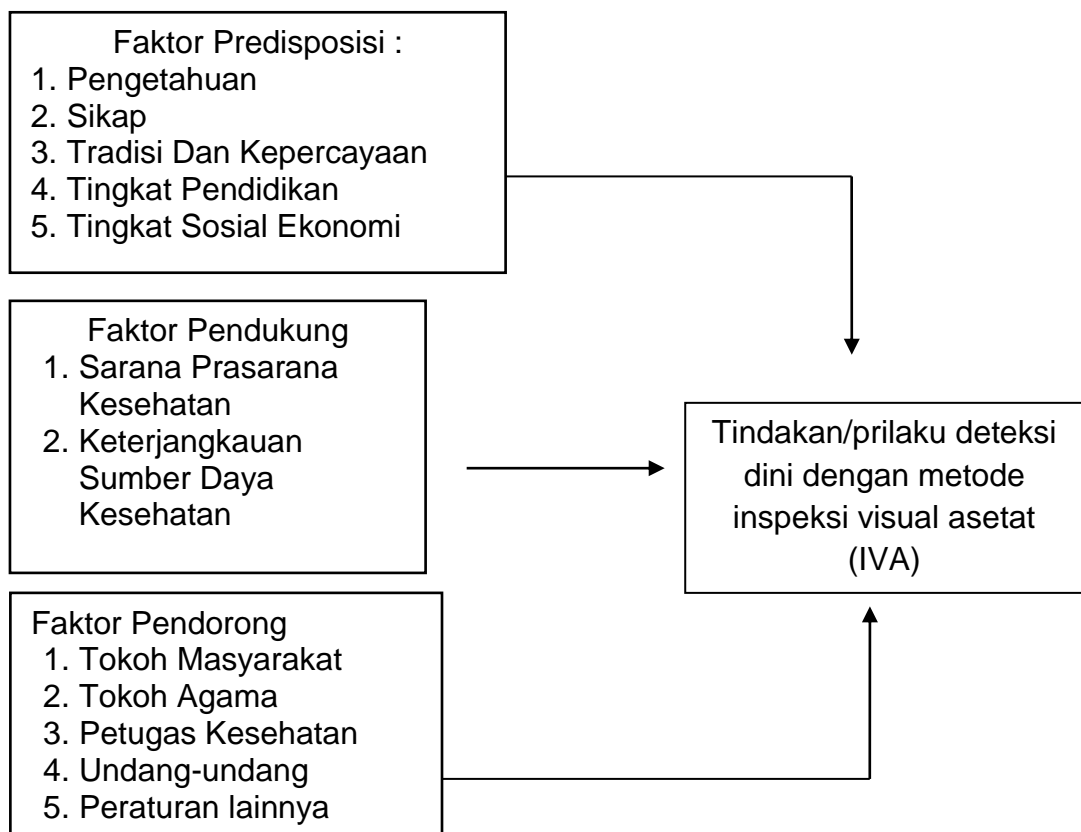 Faktor Predisposisi :
1. Pengetahuan
2. Sikap
3. Tradisi Dan Kepercayaan
4. Tingkat Pendidikan
5. Tingkat Sosial Ekonomi
Faktor Pendukung
1. Sarana Prasarana
Kesehatan
2. Keterjangkauan
Sumber Daya
Kesehatan
Tindakan/prilaku deteksi
dini dengan metode
inspeksi visual asetat
(IVA)
Faktor Pendorong
1. Tokoh Masyarakat
2. Tokoh Agama
3. Petugas Kesehatan
4. Undang-undang
5. Peraturan lainnya